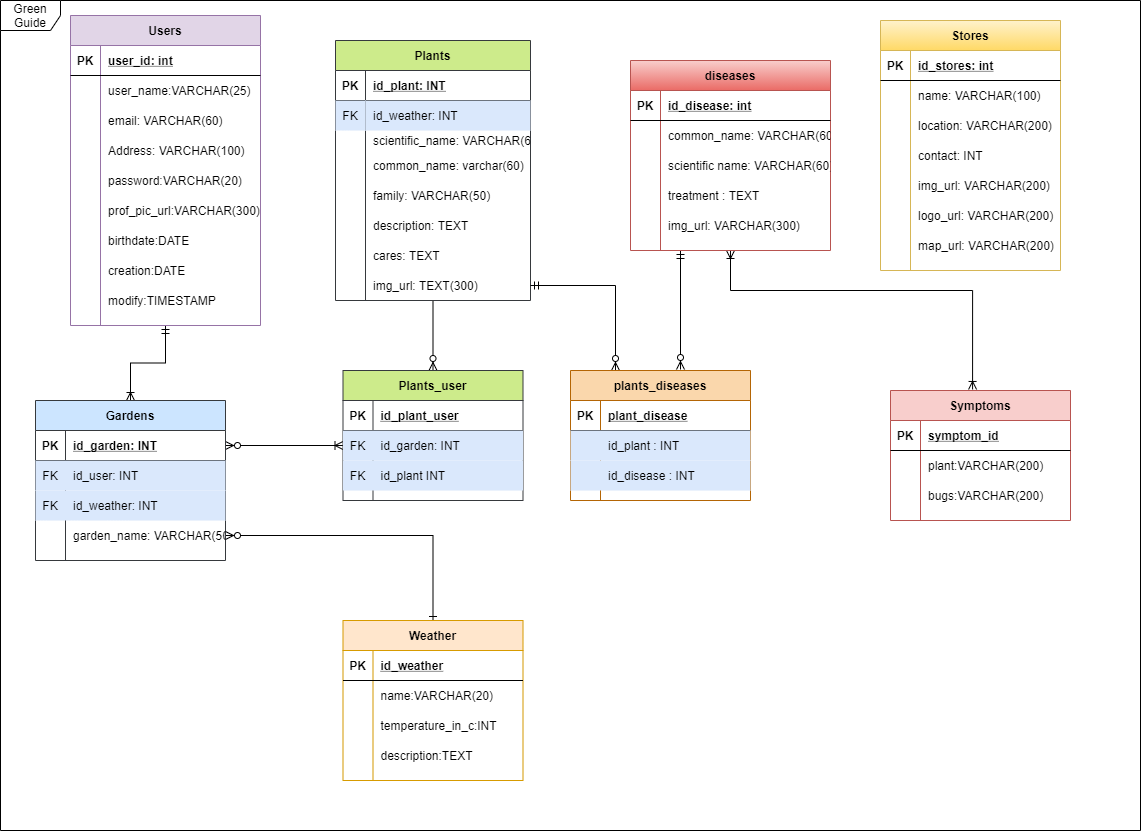 Green
Guide
Users
PK user_id: int
user_name:VARCHAR(25)
email: VARCHAR(60)
Address: VARCHAR(100)
password:VARCHAR(20)
prof_pic_url:VARCHAR(300)
birthdate:DATE
creation:DATE
modify:TIMESTAMP
Plants
PK id_plant: INT
FK id_weather: INT
scientific_name: VARCHAR(6
common_name: varchar(60)
family: VARCHAR(50)
description: TEXT
cares: TEXT
img_url: TEXT(300)
diseases
PK id_disease: int
common_name: VARCHAR(60
scientific name: VARCHAR(60
treatment : TEXT
img_url: VARCHAR(300)
Stores
PK id_stores: int
name: VARCHAR(100)
location: VARCHAR(200)
contact: INT
img_url: VARCHAR(200)
logo_url: VARCHAR(200)
map_url: VARCHAR(200)
Gardens
PK id_garden: INT
FK id_user: INT
FK id_weather: INT
garden_name: VARCHAR(50
Plants_user
PK id_plant_user
FK id_garden: INT
FK id_plant INT
plants_diseases
PK plant_disease
id_plant : INT
id_disease : INT
Symptoms
PK symptom_id
plant:VARCHAR(200)
bugs:VARCHAR(200)
Weather
PK id_weather
name:VARCHAR(20)
temperature_in_c:INT
description:TEXT